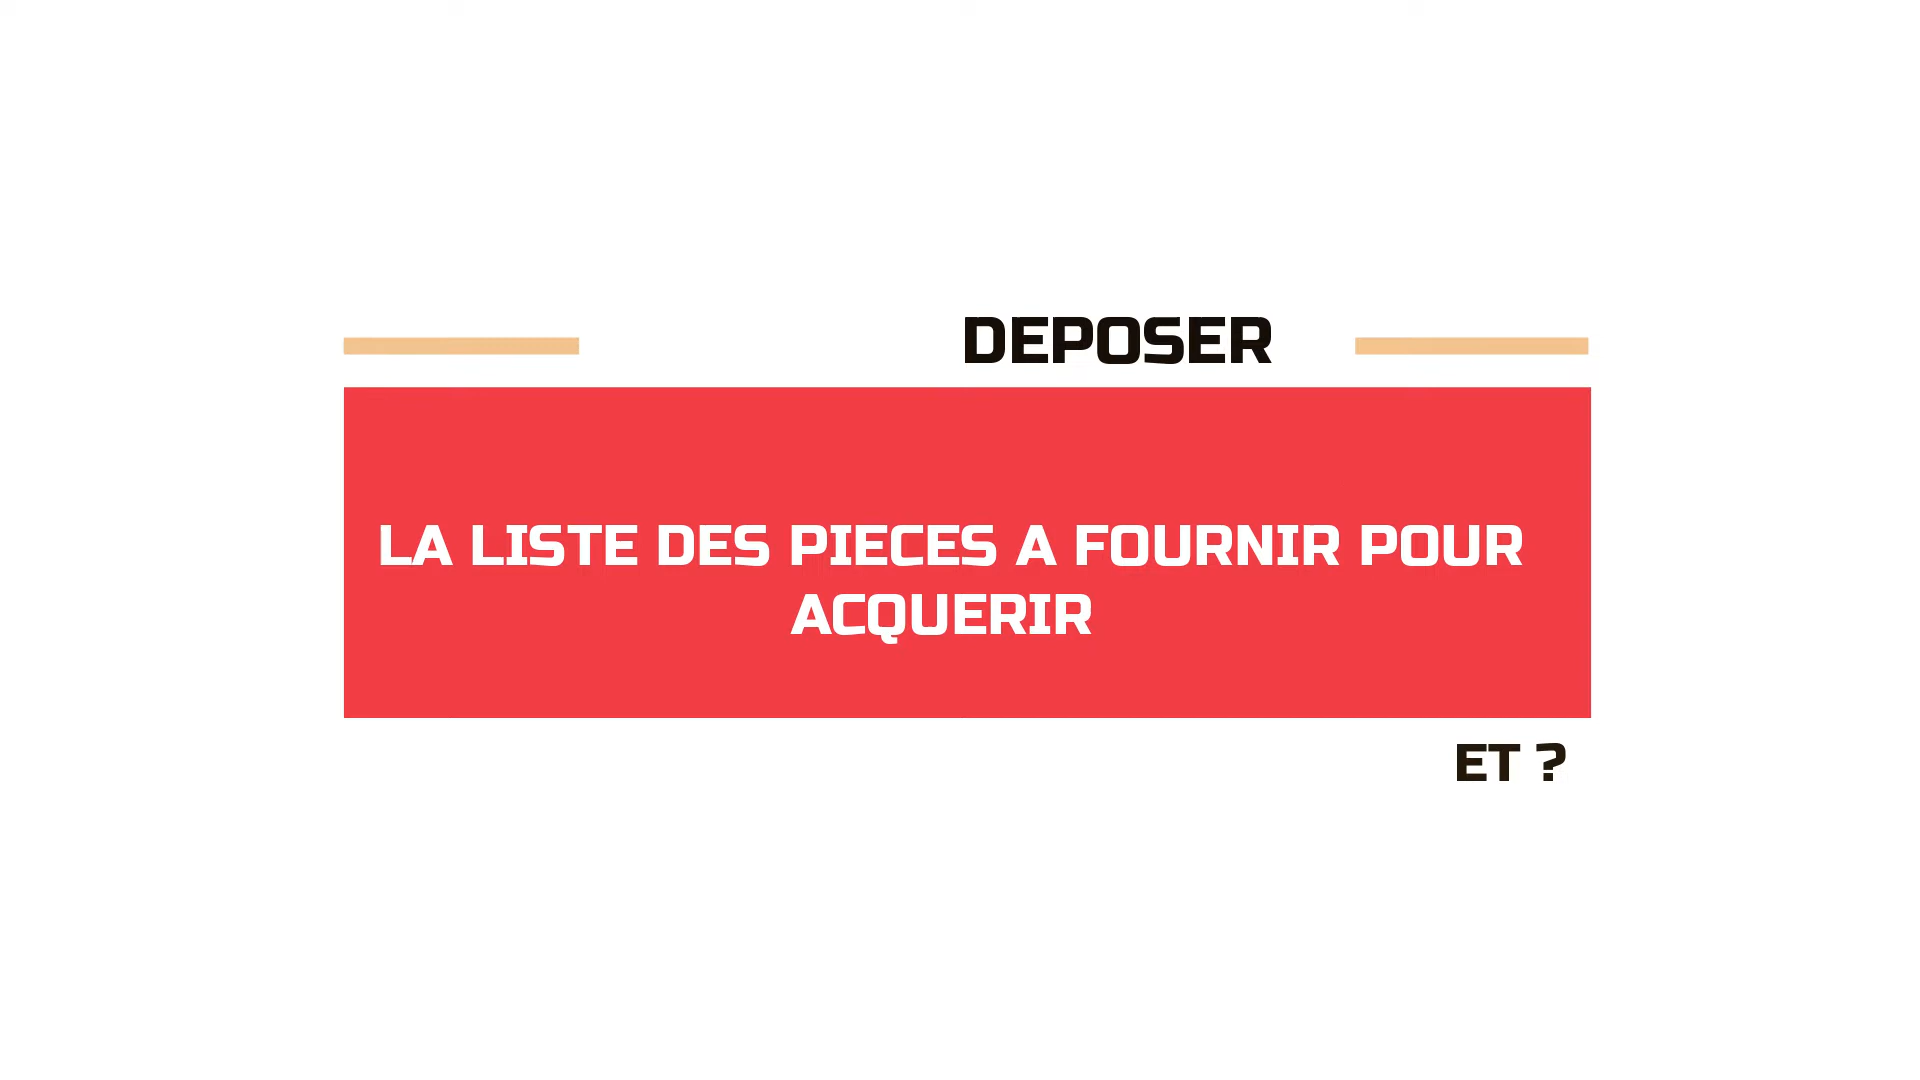 DEPOSER
LA LISTE DES PIECES A FOURNIR POUR
ACQUERIR
ET ?